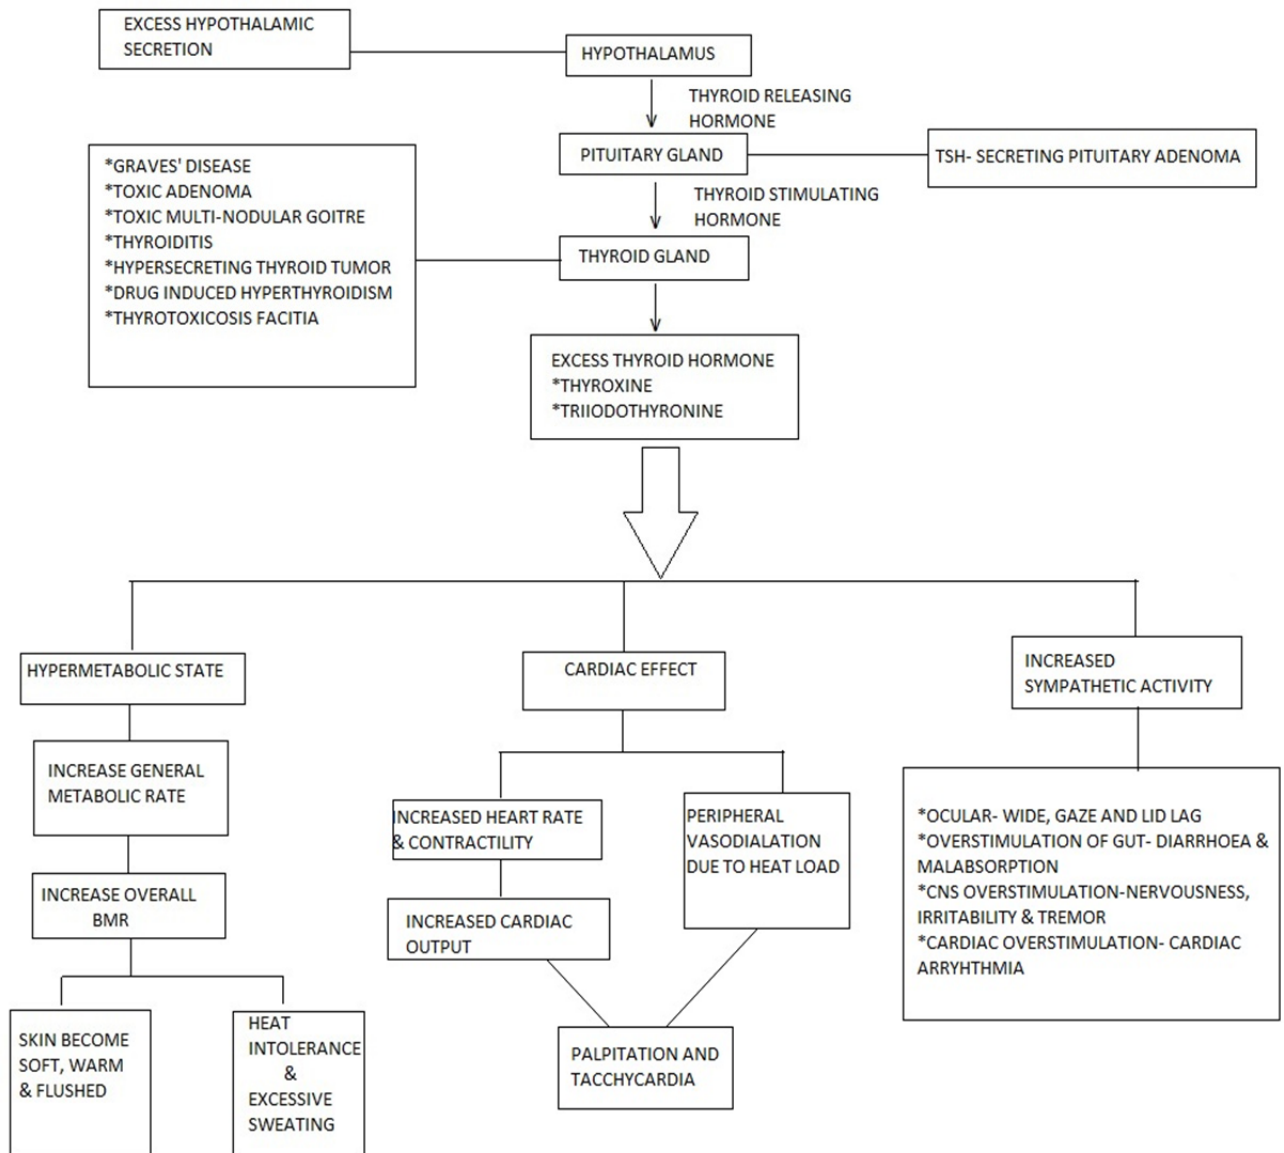 EXCESS HYPOTHALAMIC
SECRETION
HYPOTHALAMUS
THYROID RELEASING
HORMONE
PITUITARY GLAND
TSH- SECRETING PITUITARY ADENOMA
*GRAVES' DISEASE
*TOXIC ADENOMA
*TOXIC MULTI-NODULAR GOITRE
*THYROIDITIS
*HYPERSECRETING THYROID TUMOR
*DRUG INDUCED HYPERTHYROIDISM
*THYROTOXICOSIS FACITIA
THYROID STIMULATING
HORMONE
THYROID GLAND
EXCESS THYROID HORMONE
*THYROXINE
*TRIIODOTHYRONINE
HYPERMETABOLIC STATE
INCREASE GENERAL
METABOLIC RATE
INCREASE OVERALL
BMR
SKIN BECOME
SOFT, WARM
& FLUSHED
HEAT
INTOLERANCE
&
EXCESSIVE
SWEATING
CARDIAC EFFECT
INCREASED HEART RATE
& CONTRACTILITY
INCREASED CARDIAC
OUTPUT
PERIPHERAL
VASODIALATION
DUE TO HEAT LOAD
PALPITATION AND
TACCHYCARDIA
INCREASED
SYMPATHETIC ACTIVITY
*OCULAR- WIDE, GAZE AND LID LAG
*OVERSTIMULATION OF GUT- DIARRHOEA &
MALABSORPTION
*CNS OVERSTIMULATION-NERVOUSNESS,
IRRITABILITY & TREMOR
*CARDIAC OVERSTIMULATION- CARDIAC
ARRYHTHMIA